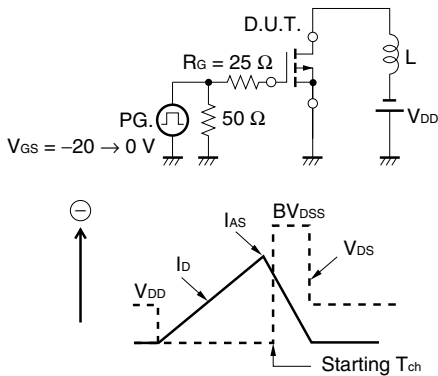 D.U.T.
RG = 25 Ω
L
PG.
50 Ω
VDD
VGS = −20 → 0 V
−
IAS
BVDSS
ID
VDS
VDD
Starting Tch